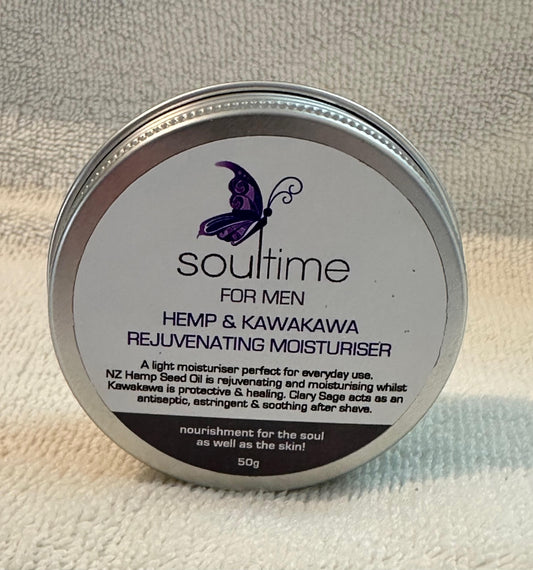 soultime
FOR MEN
HEMP & KAWAKAWA
REJUVENATING MOISTURISER
A light moisturiser perfect for everyday use.
NZ Hemp Seed Oil is rejuvenating and moisturising whilst
Kawakawa is protective & healing. Clary Sage acts as an
antiseptic, astringent & soothing after shave.
nourishment for the soul
as well as the skin!
50g